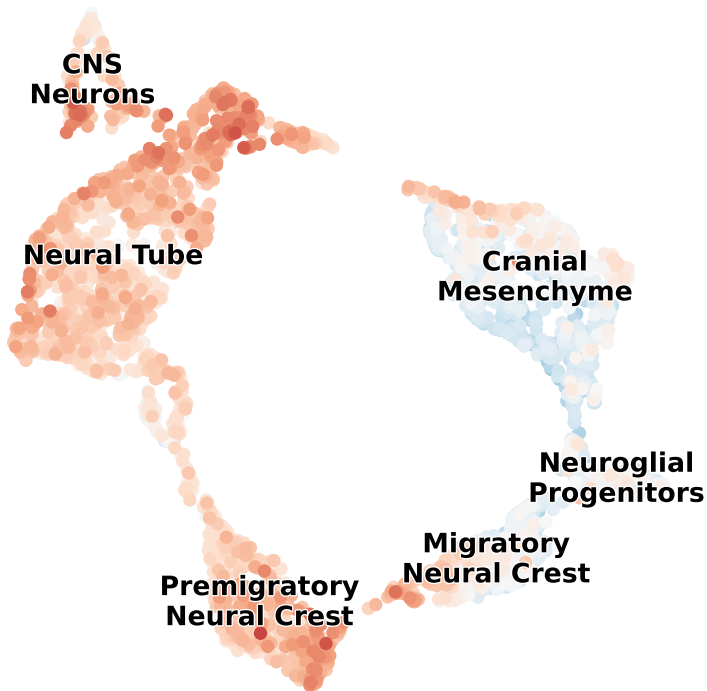 CNS
Neurons
Neural Tube
Cranial
Mesenchyme
Neuroglial
Progenitors
Migratory
Neural Crest
Premigratory
Neural Crest